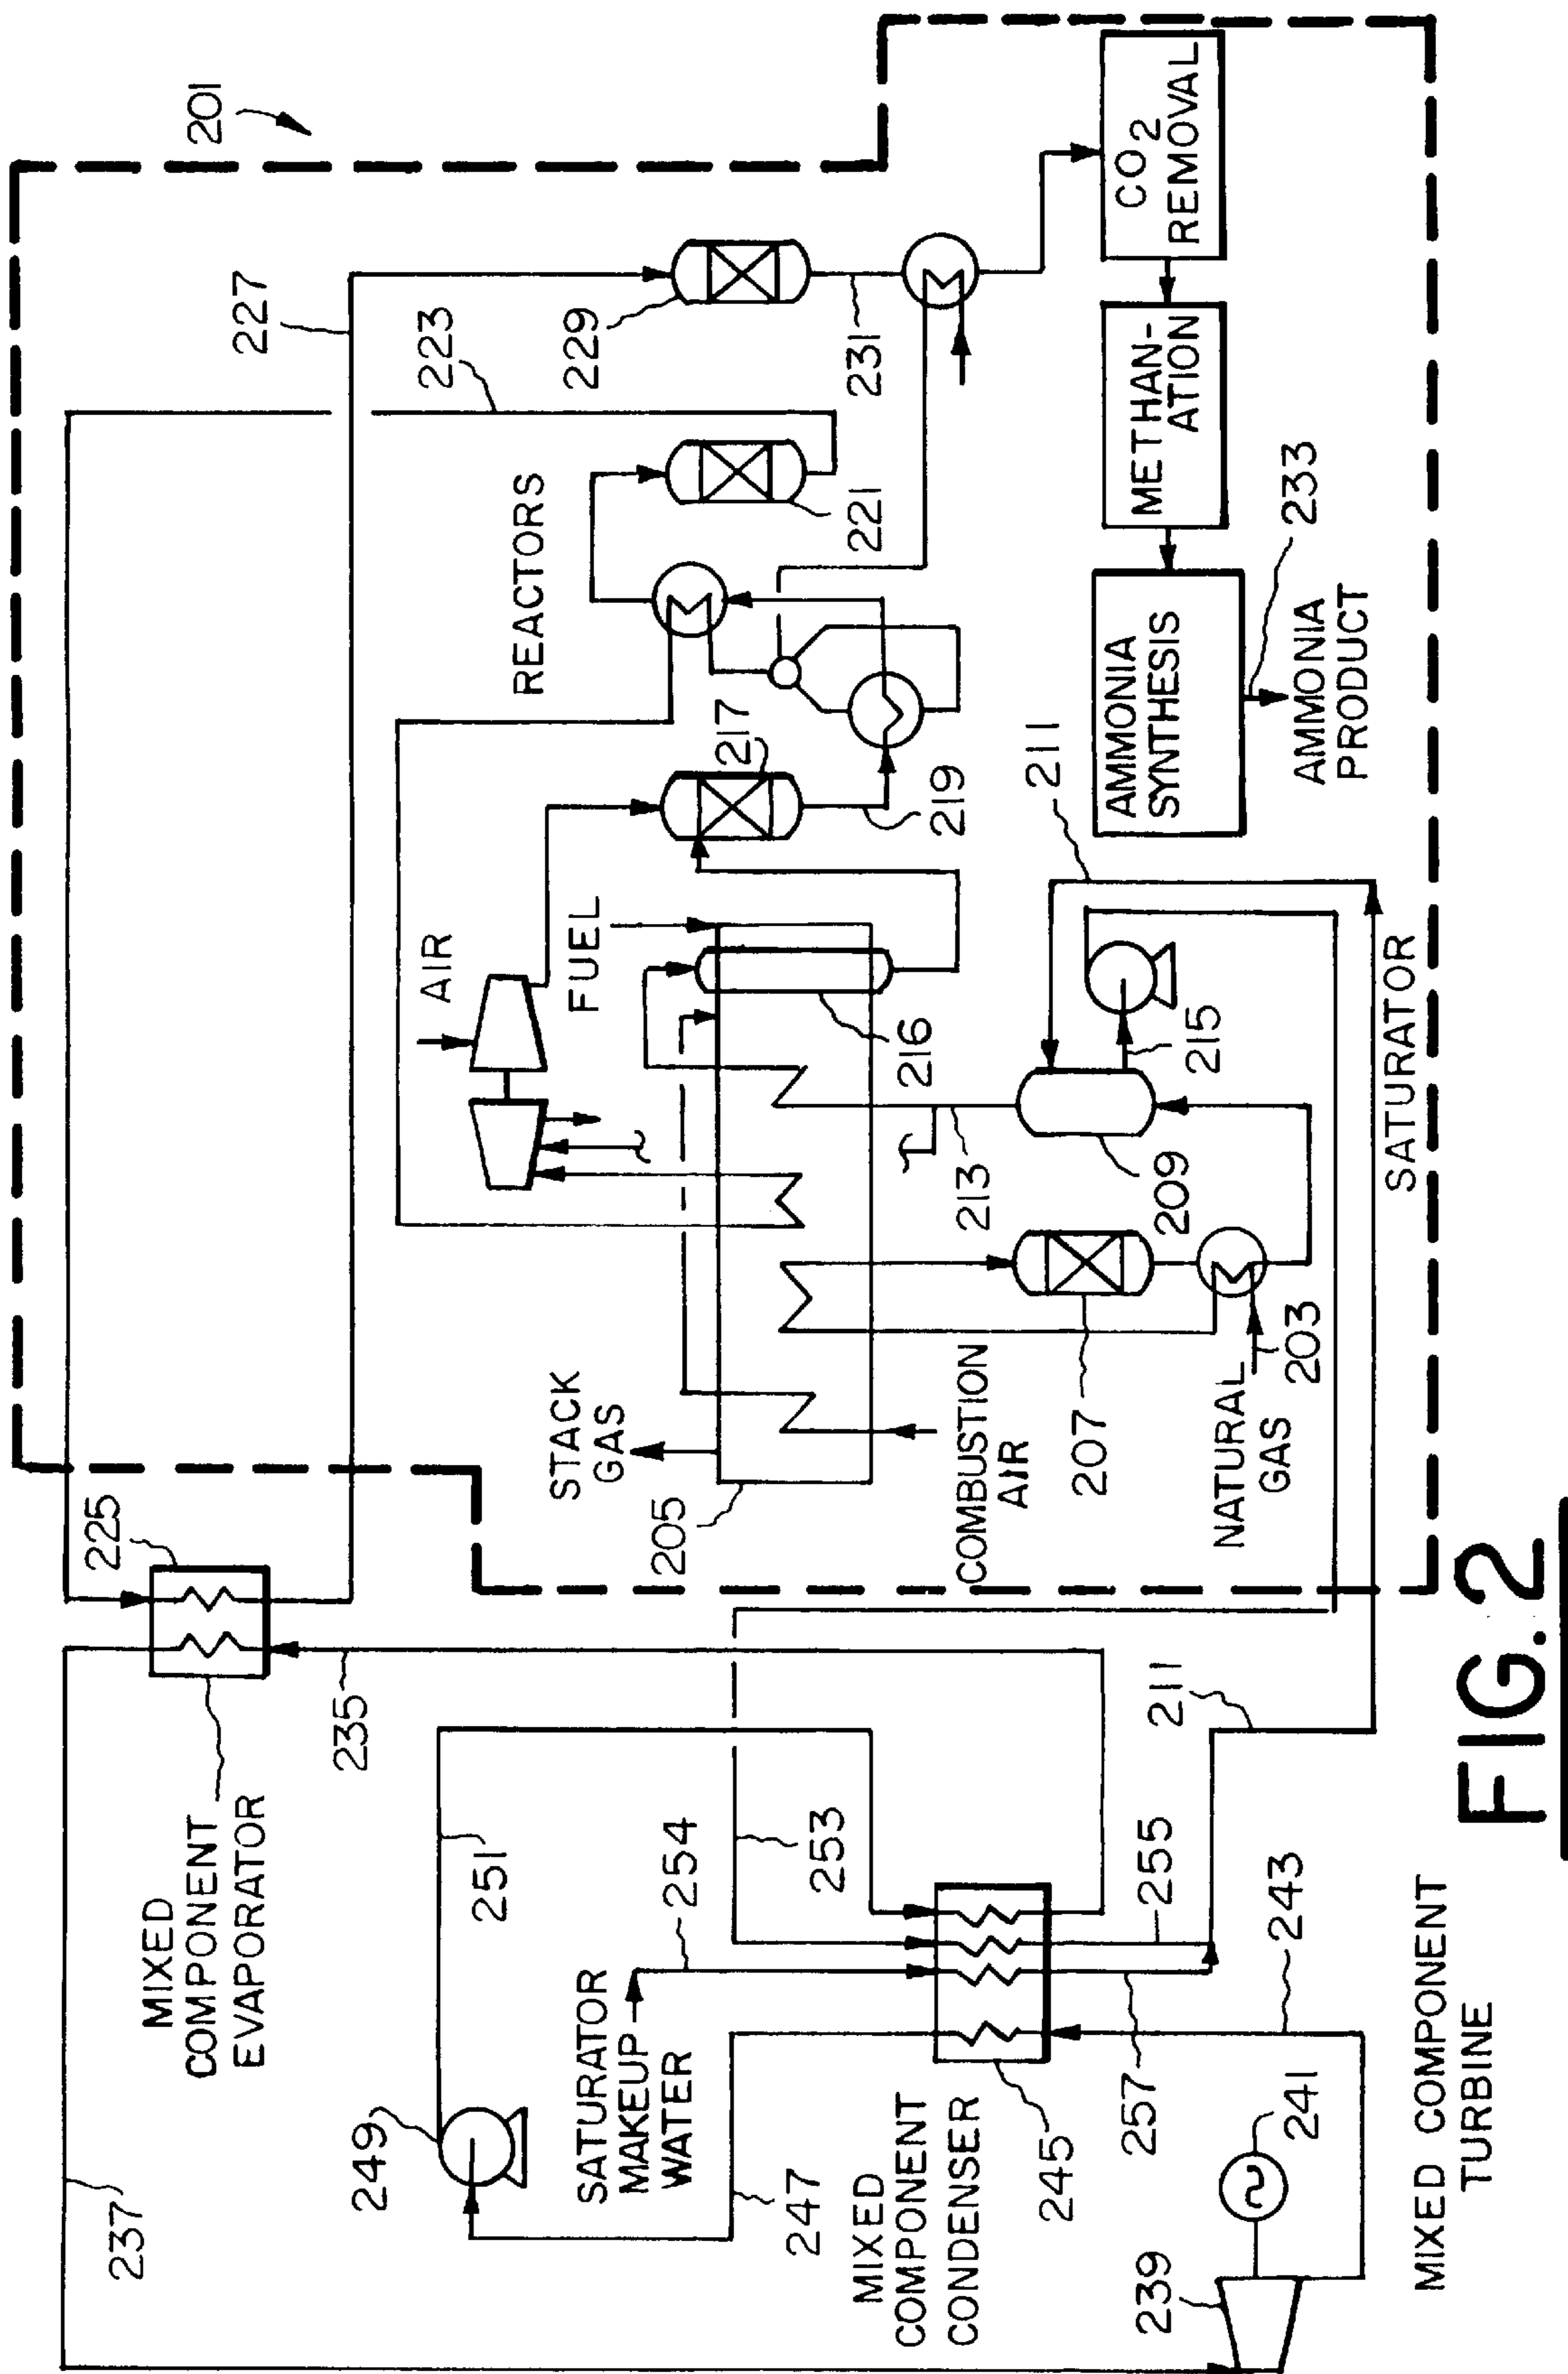 201
227
223
229
231
CO2
REMOVAL
METHAN-
ATION
REACTORS
221
AMMONIA
SYNTHESIS
233
AMMONIA
PRODUCT
217
219
211
AIR
FUEL
216
215
SATURATOR
213
209
207
203
NATURAL
GAS
COMBUSTION
AIR
STACK
GAS
205
225
235
MIXED
COMPONENT
EVAPORATOR
237
251
249
254
253
SATURATOR
MAKEUP
WATER
247
MIXED
COMPONENT
CONDENSER
245
255
257
211
243
241
239
MIXED COMPONENT
TURBINE
FIG. 2